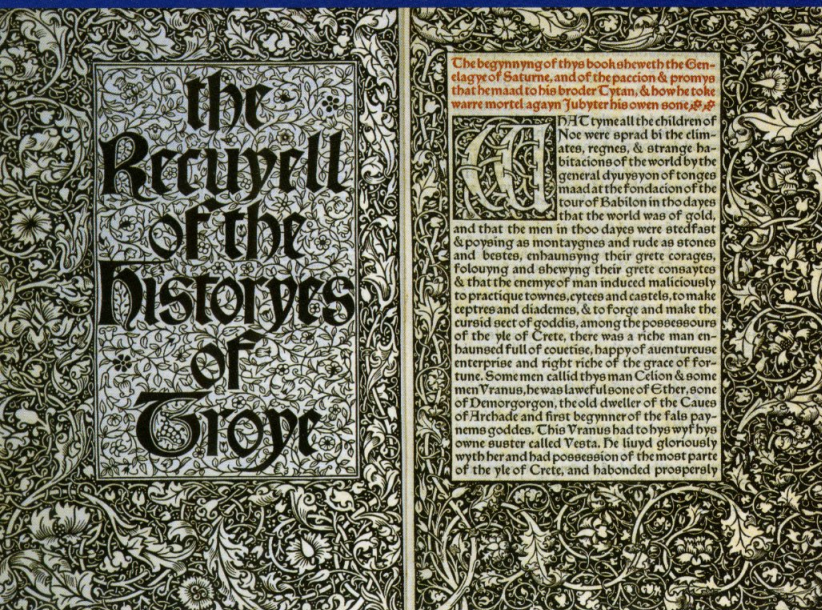 the
Recuyell
of the
historyes
of
Troye
The begynnyng of thys book sheweth the Gen-
elagye of Saturne, and of the paccion & promys
that he maad to his broder Tytan, & how he toke
warre mortel agayn Jubyter his owen sone
WHAT tyme all the children of
Noe were sprad bi the clim-
ates, regnes, & strange ha-
bitacions of the world by the
general dyuysyon of tonges
maad at the fondacion of the
tour of Babilon in tho dayes
that the world was of gold,
and that the men in thoo dayes were stedfast
& poysing as montaygnes and rude as stones
and bestes, enhaunsyng their grete corages,
folouyng and shewyng their grete consaytes
& that the enemye of man induced maliciously
to practique townes, cytees and castels, to make
ceptres and diademes, & to forge and make the
cursid sect of goddis, among the possessours
of the yle of Crete, there was a riche man en-
haunsed full of couetise, happy of auentureuse
enterprise and right riche of the grace of for-
tune. Some men callid thys man Celion & some
men Vranus, he was laweful sone of Ether, sone
of Demorgorgon, the old dweller of the Caues
of Archade and first begynner of the fals pay-
nems goddes. This Vranus had to hys wyf hys
owne suster called Vesta. He liuyd gloriously
wyth her and had possession of the most parte
of the yle of Crete, and habonded prospersly